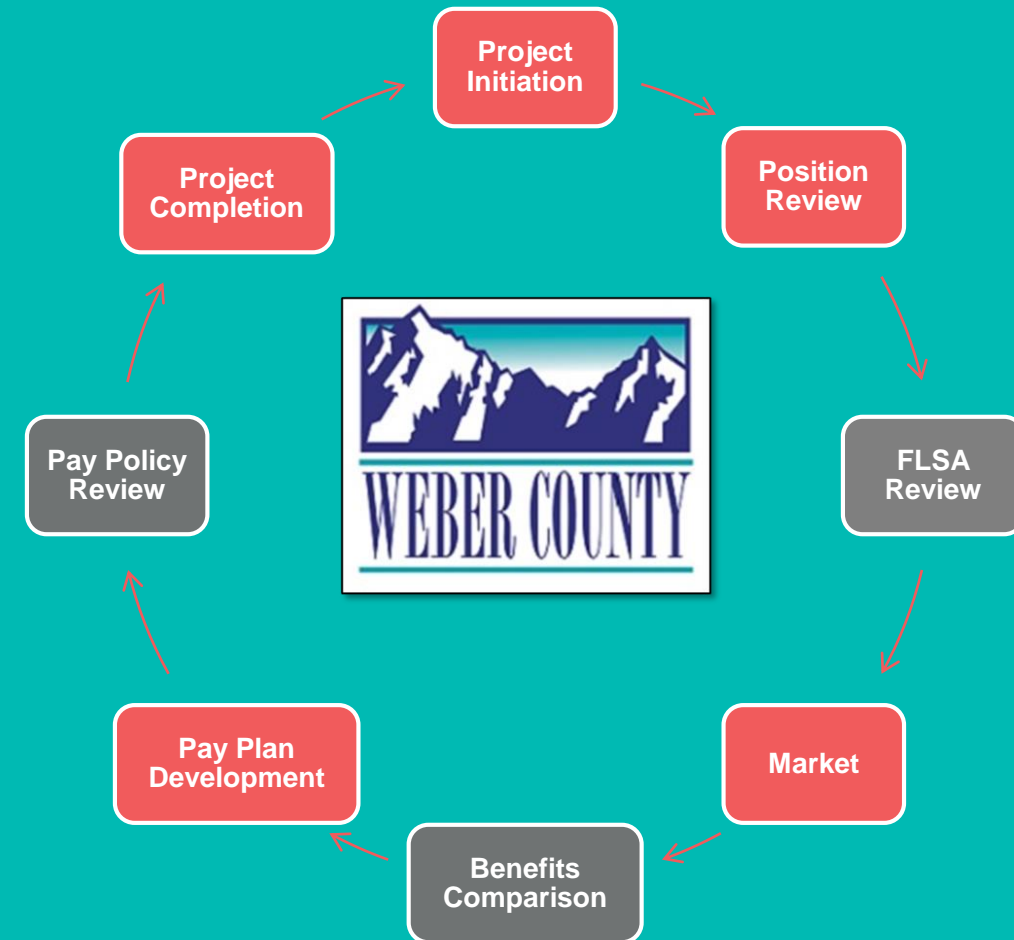 Project
Initiation
Position
Review
FLSA
Review
Market
Benefits
Comparison
Pay Plan
Development
Pay Policy
Review
Project
Completion
WEBER COUNTY